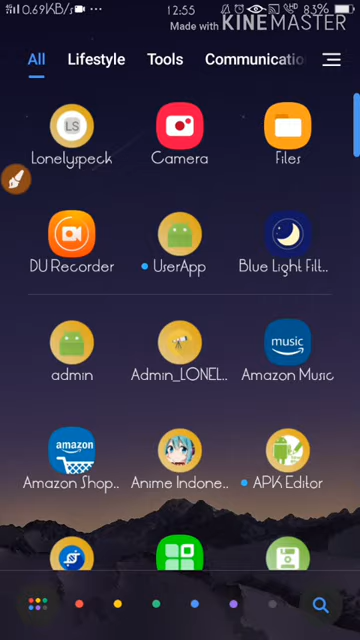 0.69KB/s ... 12:55 83%
Made with KINEMASTER
All Lifestyle Tools Communicatio
LS
Lonelyspeck Camera Files
DU Recorder UserApp Blue Light Filt..
music
admin Admin_LONEL.. Amazon Music
amazon
Amazon Shop.. Anime Indone.. APK Editor